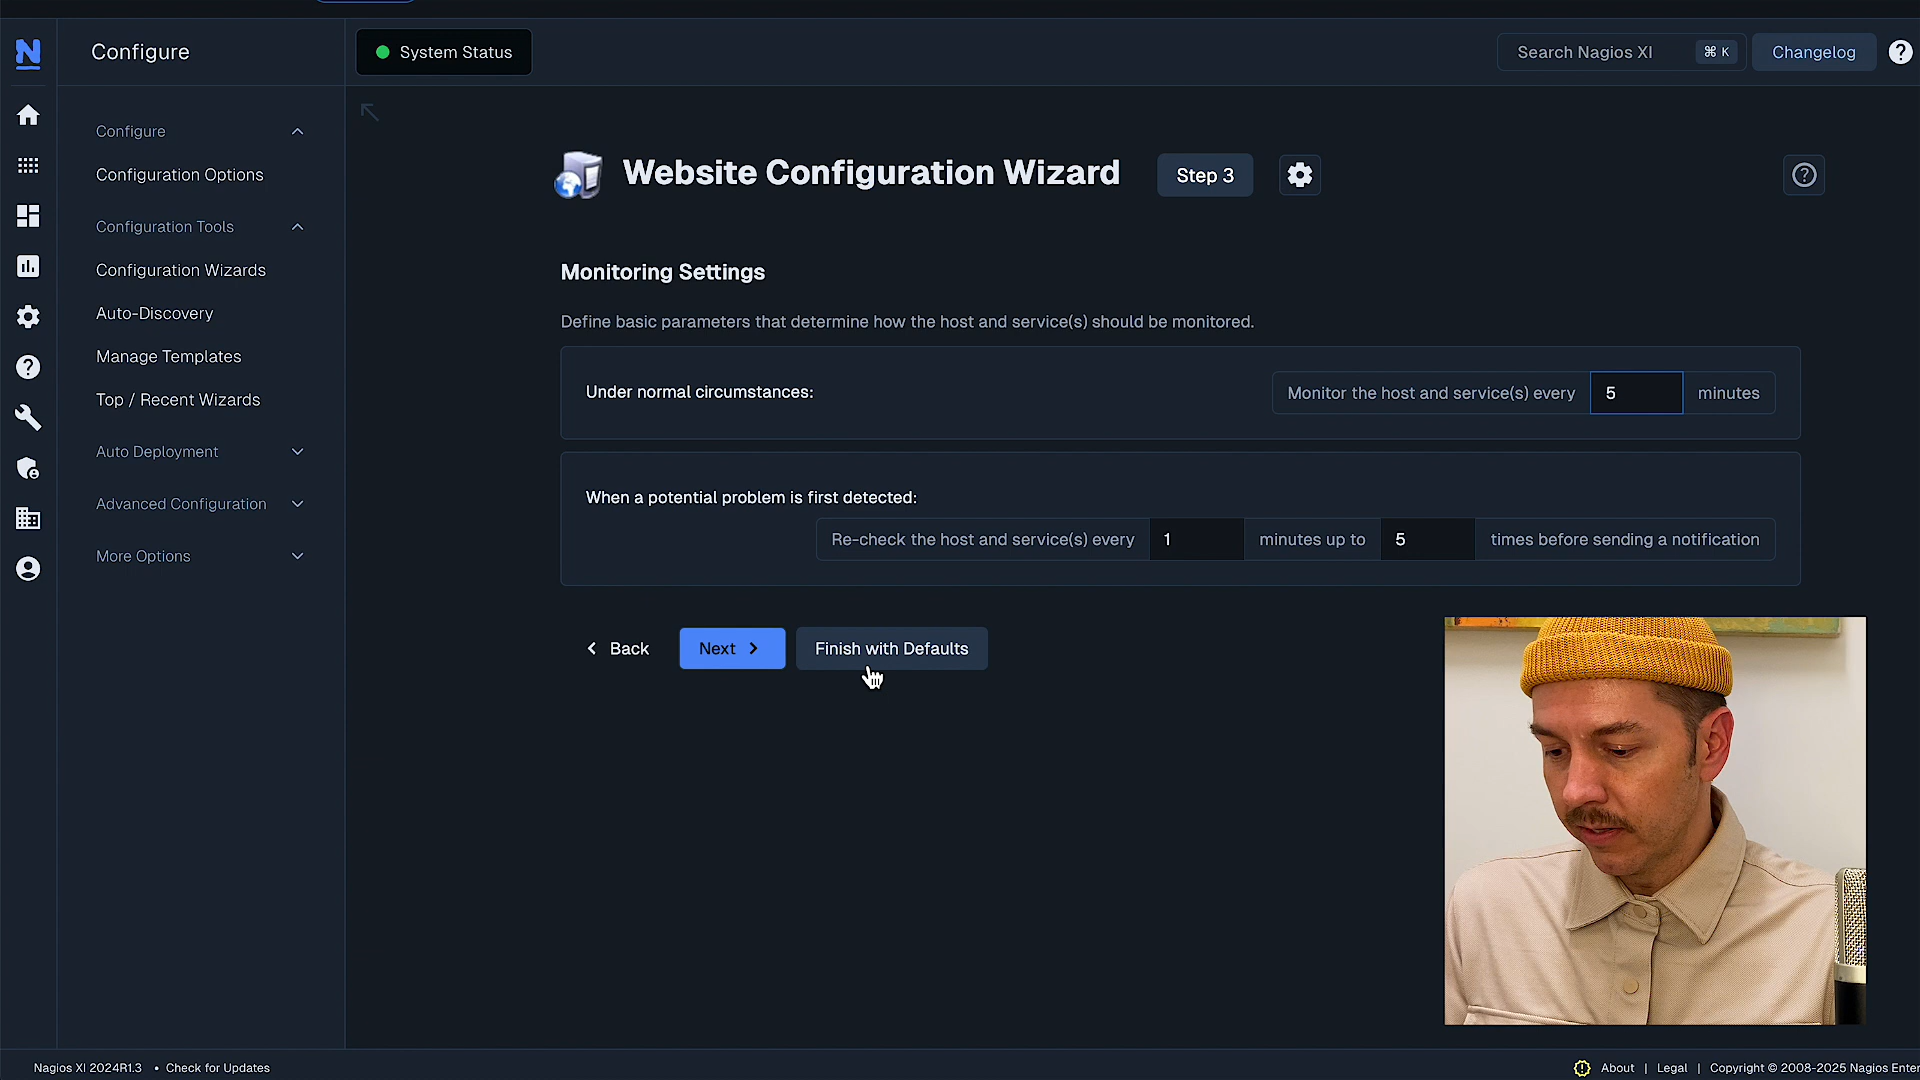 Configure
System Status
Search Nagios XI
⌘ K
Changelog
Configure
Configuration Options
Configuration Tools
Configuration Wizards
Auto-Discovery
Manage Templates
Top / Recent Wizards
Auto Deployment
Advanced Configuration
More Options
Website Configuration Wizard
Step 3
Monitoring Settings
Define basic parameters that determine how the host and service(s) should be monitored.
Under normal circumstances:
Monitor the host and service(s) every 5 minutes
When a potential problem is first detected:
Re-check the host and service(s) every 1 minutes up to 5 times before sending a notification
Back
Next
Finish with Defaults
Nagios XI 2024R1.3 • Check for Updates
About | Legal | Copyright © 2008-2025 Nagios Enter